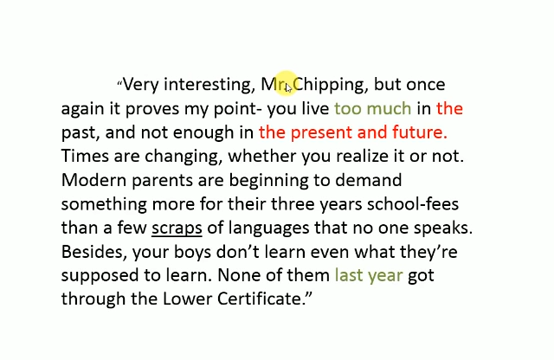 “Very interesting, Mr. Chipping, but once
again it proves my point- you live too much in the
past, and not enough in the present and future.
Times are changing, whether you realize it or not.
Modern parents are beginning to demand
something more for their three years school-fees
than a few scraps of languages that no one speaks.
Besides, your boys don’t learn even what they’re
supposed to learn. None of them last year got
through the Lower Certificate.”